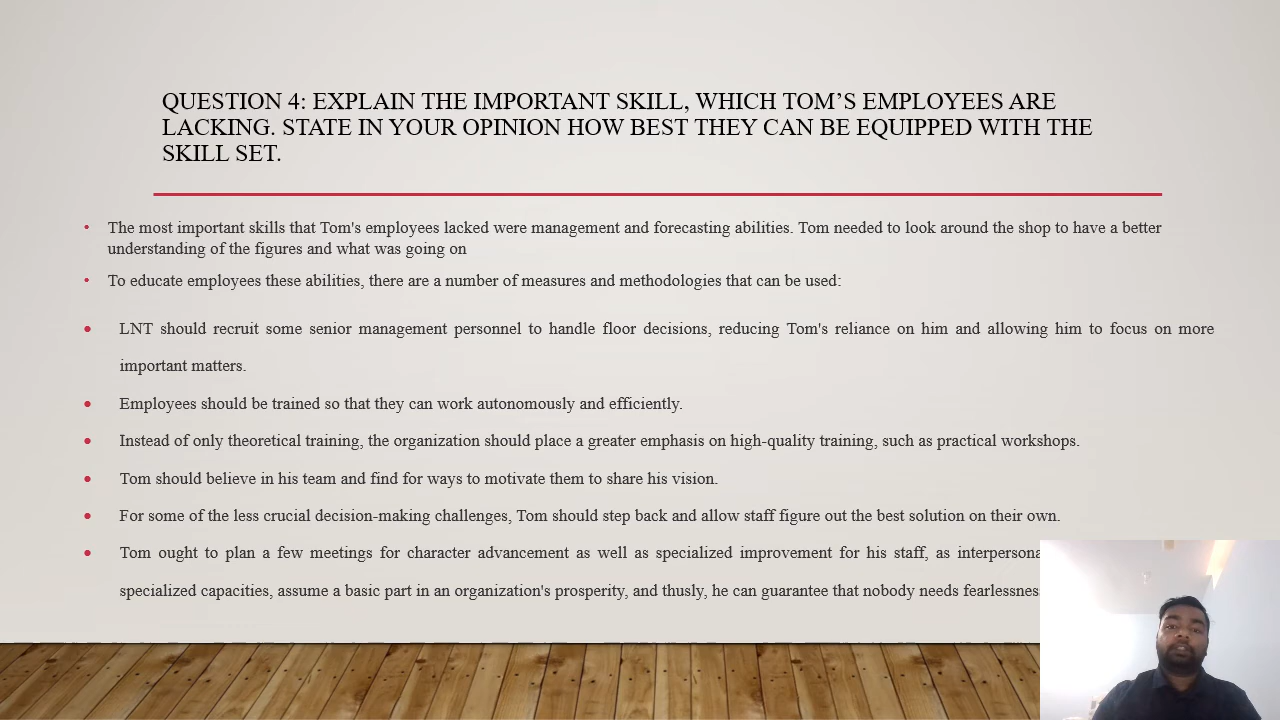 QUESTION 4: EXPLAIN THE IMPORTANT SKILL, WHICH TOM’S EMPLOYEES ARE
LACKING. STATE IN YOUR OPINION HOW BEST THEY CAN BE EQUIPPED WITH THE
SKILL SET.
• The most important skills that Tom's employees lacked were management and forecasting abilities. Tom needed to look around the shop to have a better
understanding of the figures and what was going on
• To educate employees these abilities, there are a number of measures and methodologies that can be used:
• LNT should recruit some senior management personnel to handle floor decisions, reducing Tom's reliance on him and allowing him to focus on more
important matters.
• Employees should be trained so that they can work autonomously and efficiently.
• Instead of only theoretical training, the organization should place a greater emphasis on high-quality training, such as practical workshops.
• Tom should believe in his team and find for ways to motivate them to share his vision.
• For some of the less crucial decision-making challenges, Tom should step back and allow staff figure out the best solution on their own.
• Tom ought to plan a few meetings for character advancement as well as specialized improvement for his staff, as
specialized capacities, assume a basic part in an organization's prosperity, and thusly, he can guarantee that nobody needs